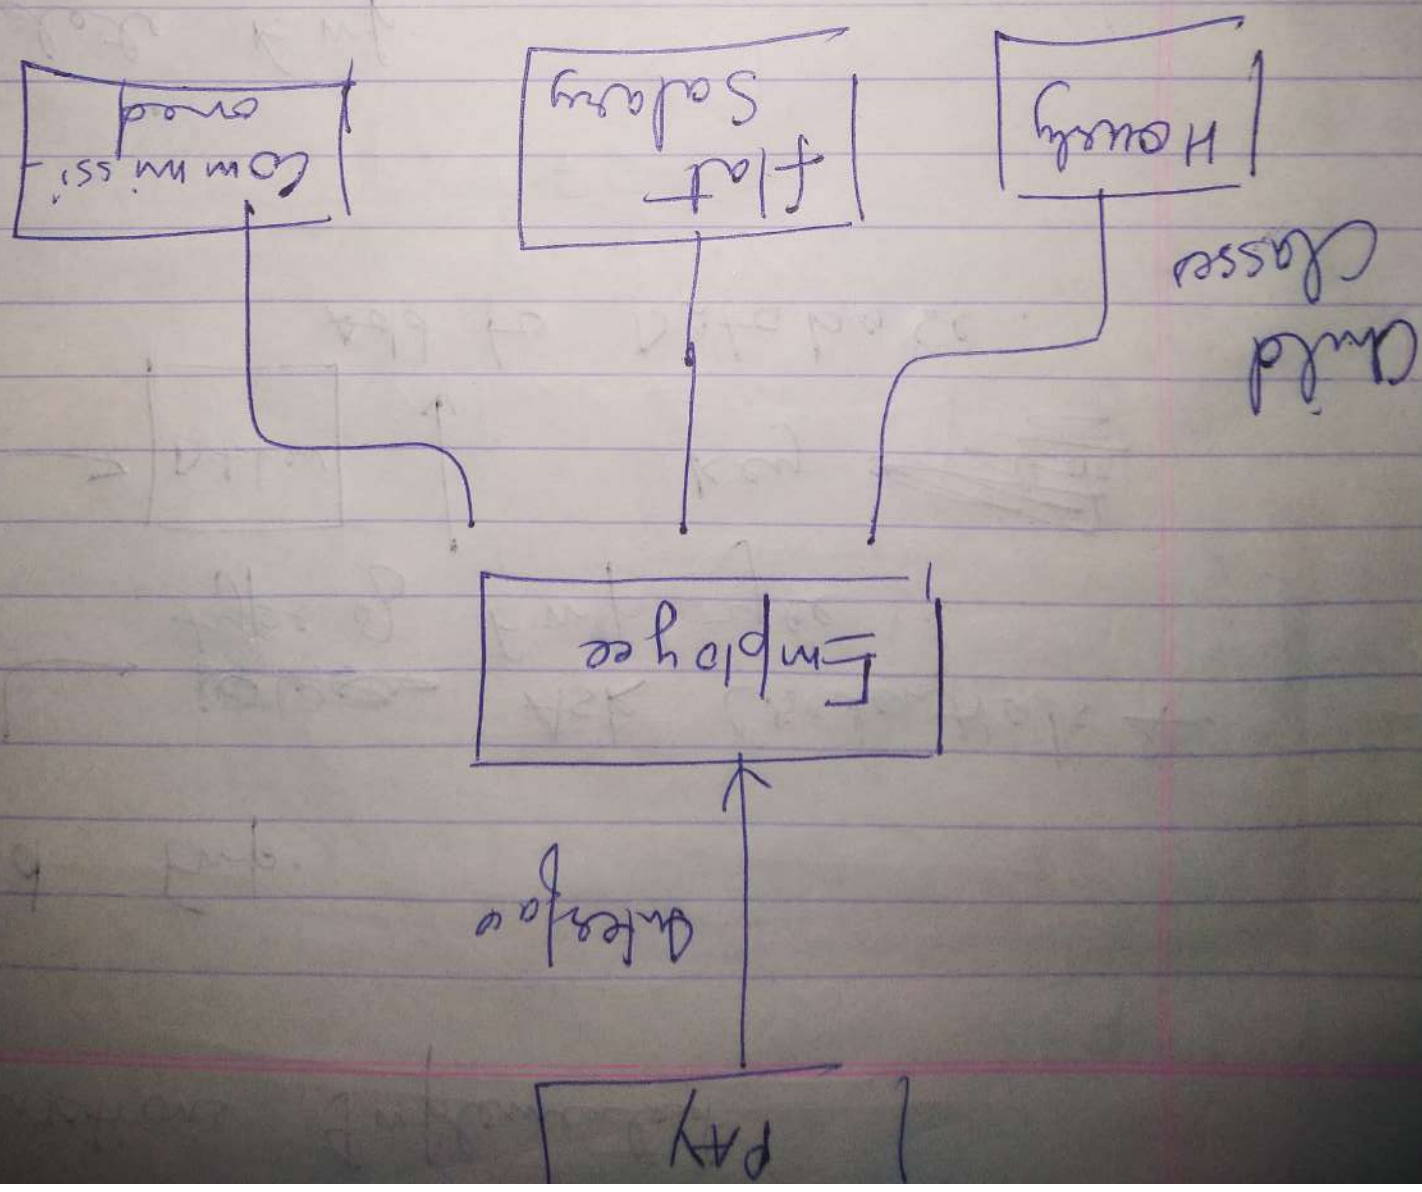 PAY
Interface
Employee
Child
Classes
Hourly
flat
Salary
Commissi-
oned